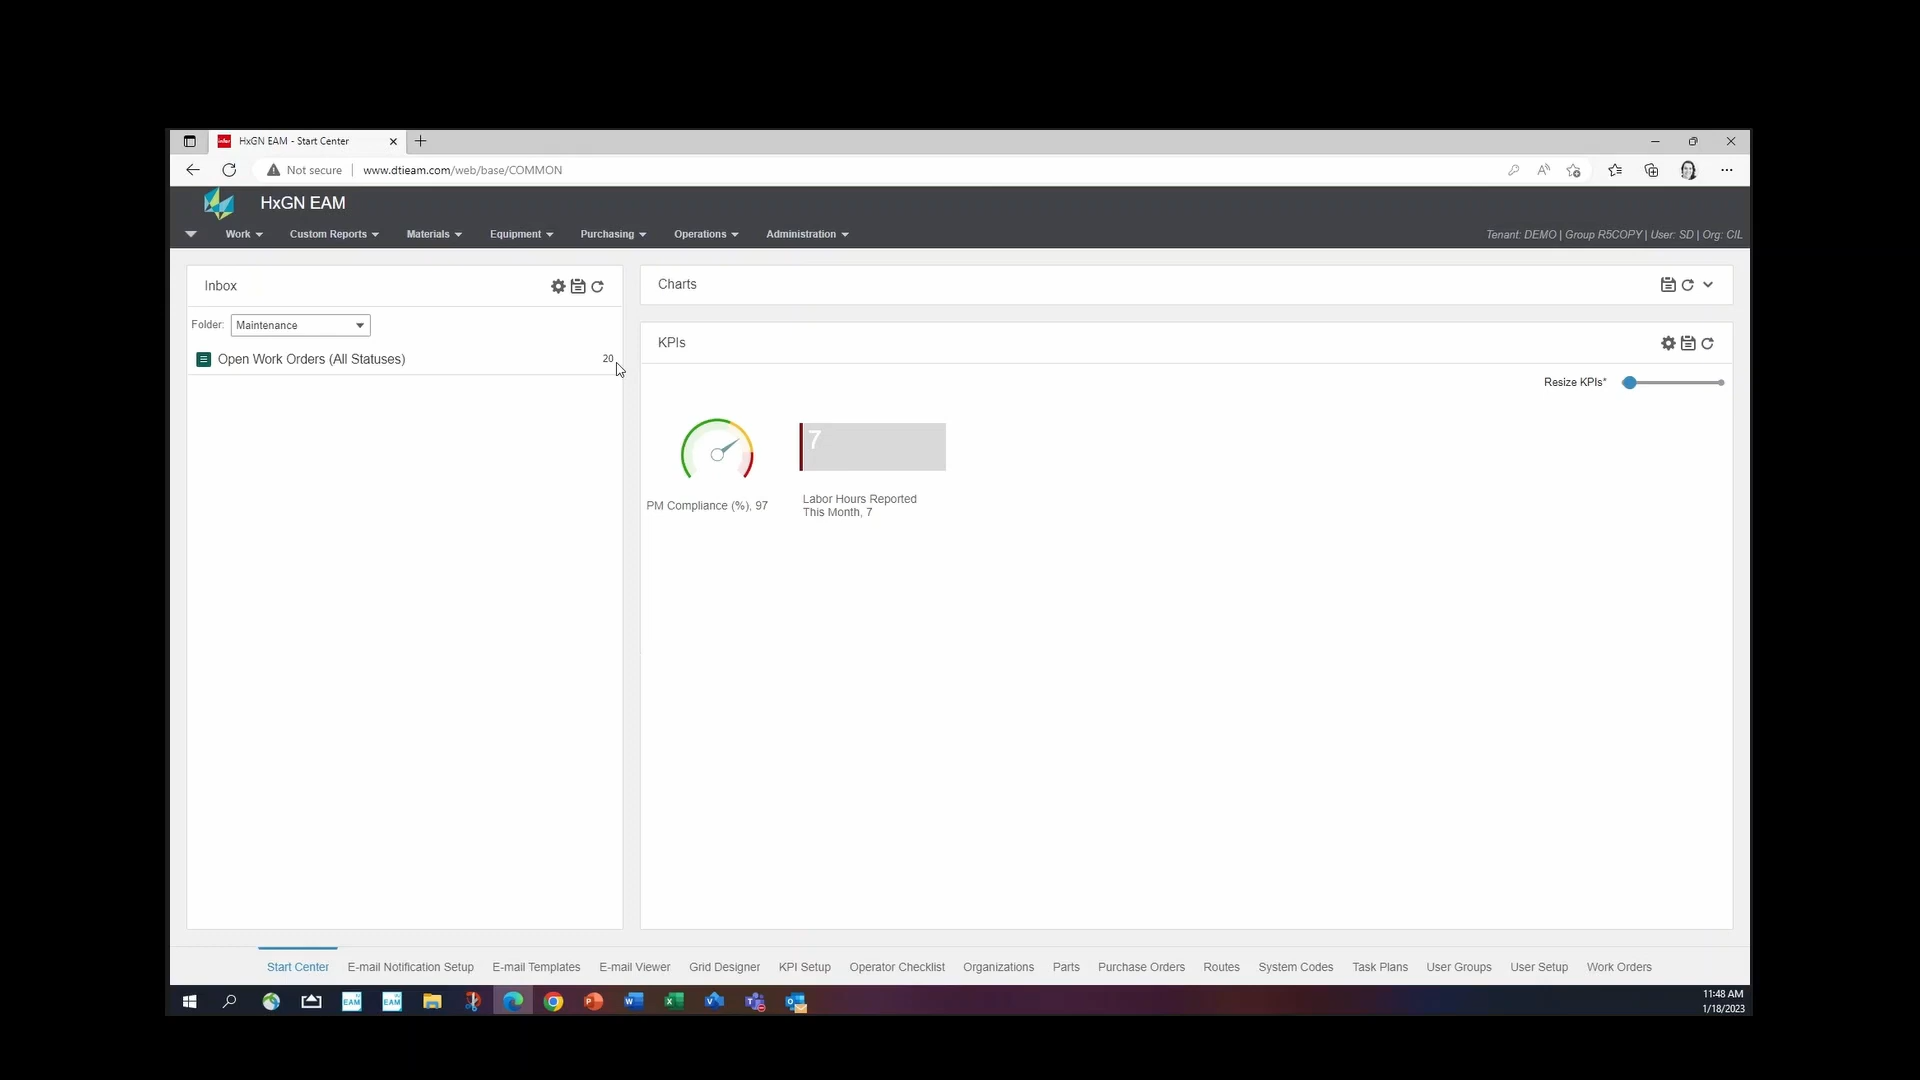 HxGN EAM - Start Center
Not secure
www.dtieam.com/web/base/COMMON
HxGN EAM
Work
Custom Reports
Materials
Equipment
Purchasing
Operations
Administration
Tenant: DEMO | Group R5COPY | User: SD | Org: CIL
Inbox
Folder:
Maintenance
Open Work Orders (All Statuses)
20
Charts
KPIs
Resize KPIs*
7
PM Compliance (%), 97
Labor Hours Reported
This Month, 7
Start Center
E-mail Notification Setup
E-mail Templates
E-mail Viewer
Grid Designer
KPI Setup
Operator Checklist
Organizations
Parts
Purchase Orders
Routes
System Codes
Task Plans
User Groups
User Setup
Work Orders
EAM
EAM
11:48 AM
1/18/2023